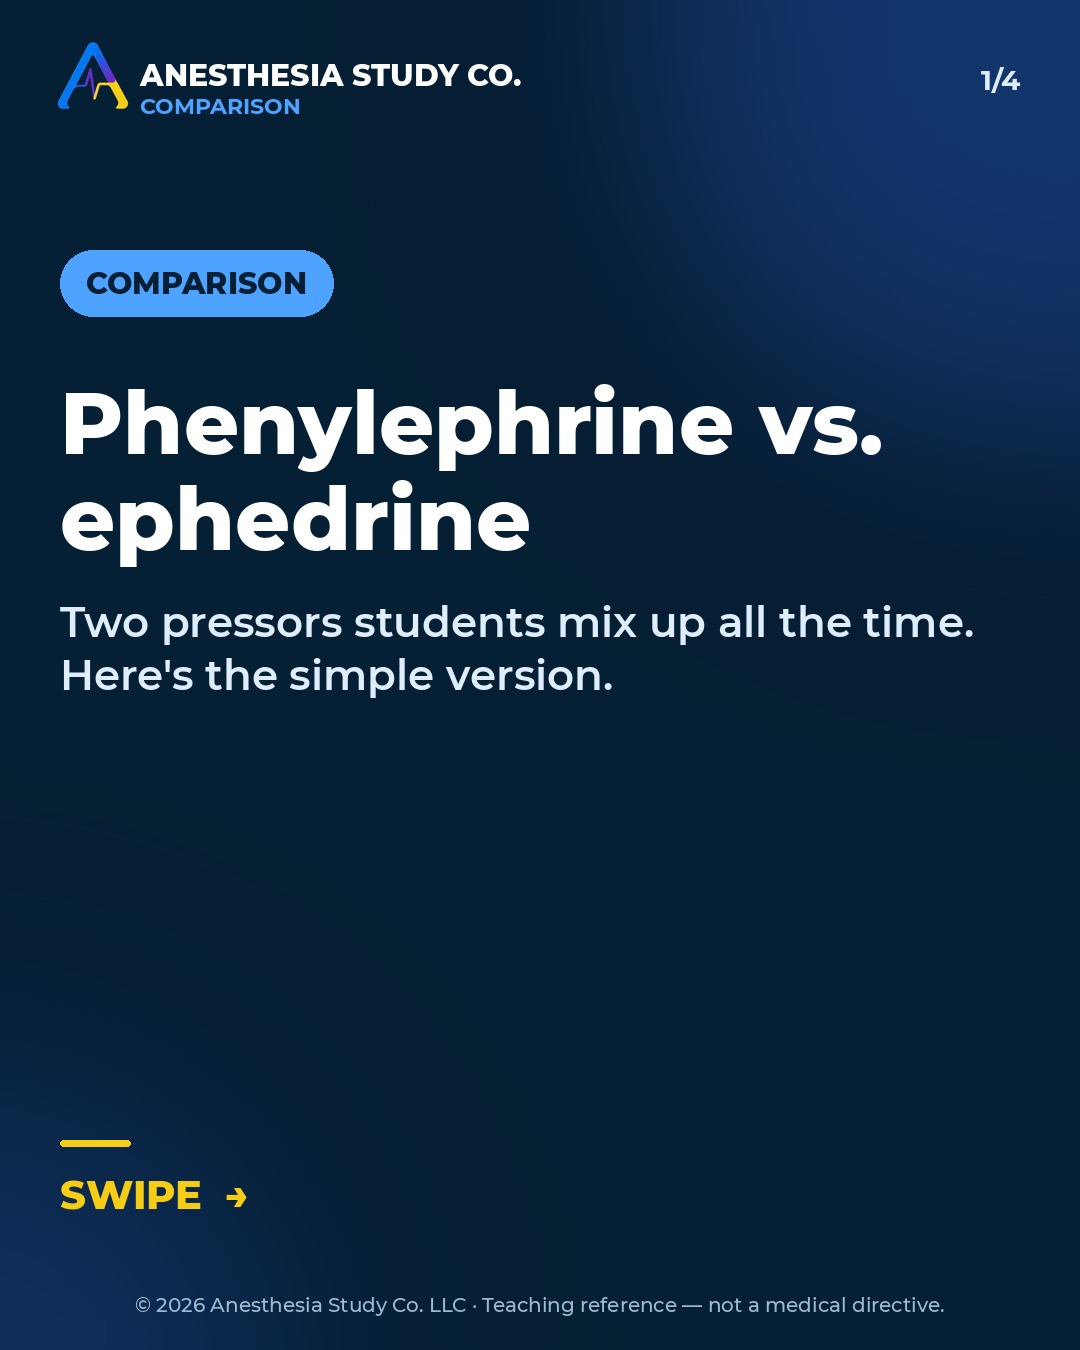 ANESTHESIA STUDY CO.
COMPARISON
1/4
COMPARISON
Phenylephrine vs.
ephedrine
Two pressors students mix up all the time.
Here's the simple version.
SWIPE →
© 2026 Anesthesia Study Co. LLC · Teaching reference — not a medical directive.